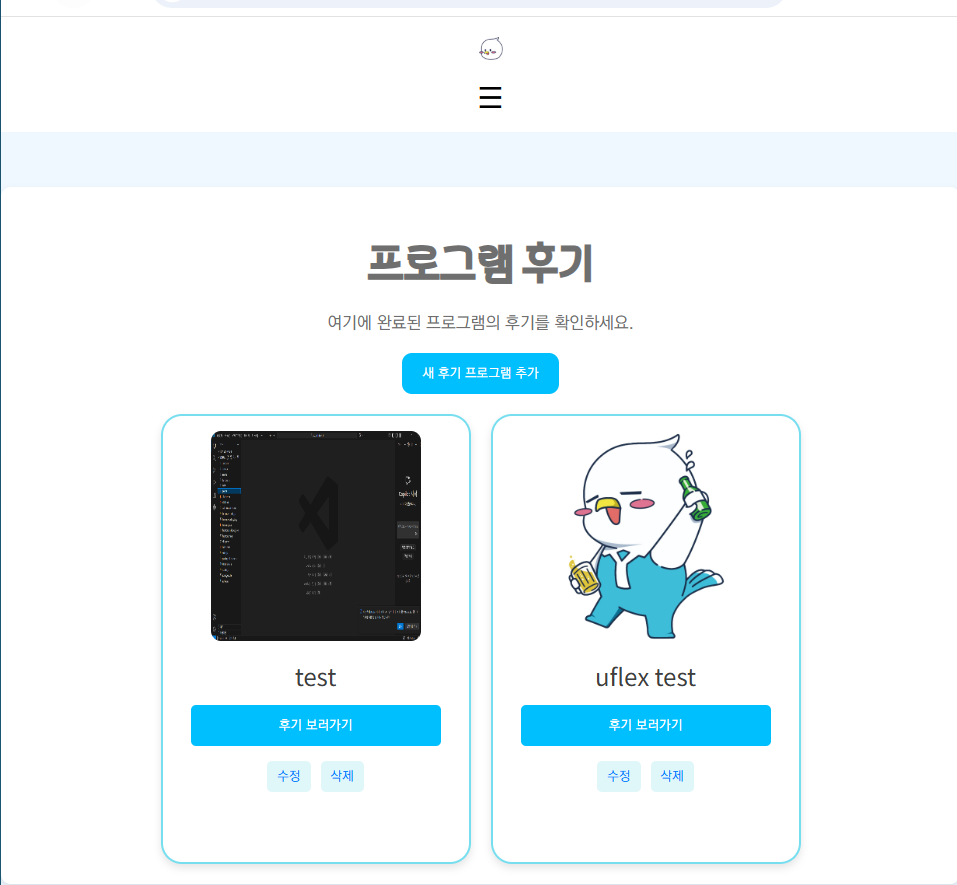 프로그램 후기
여기에 완료된 프로그램의 후기를 확인하세요.
새 후기 프로그램 추가
test
uflex test
후기 보러가기
후기 보러가기
수정
삭제
수정
삭제